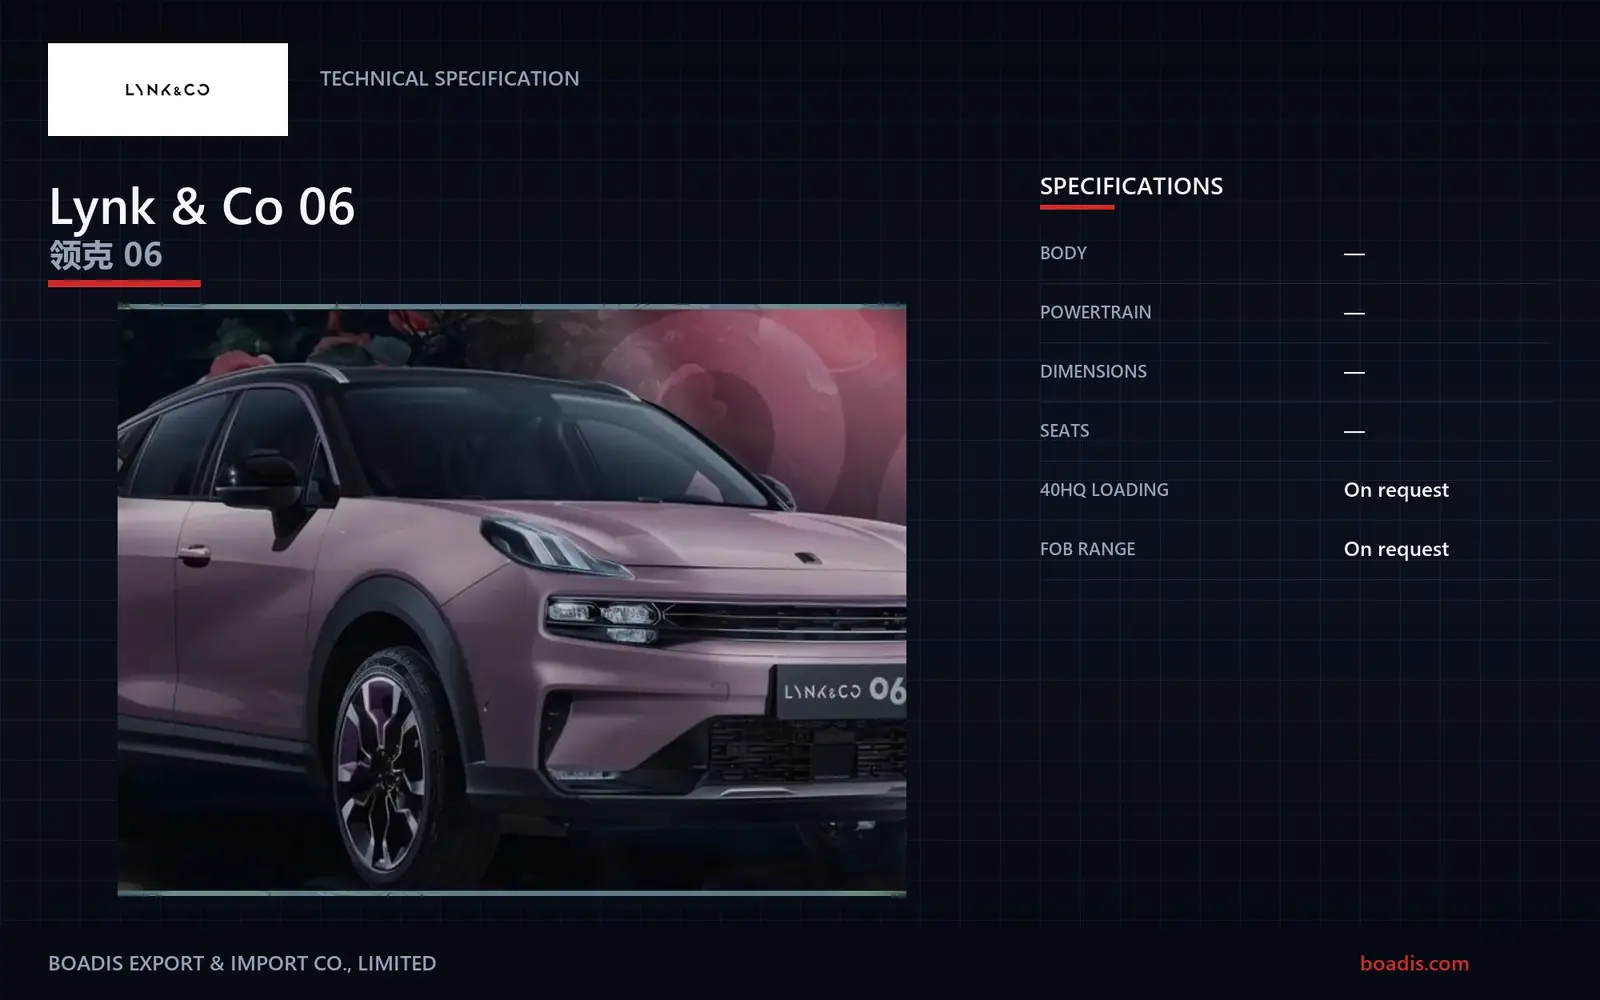 LYNK&CO
TECHNICAL SPECIFICATION
Lynk & Co 06
领克 06
LYNK&CO 06
SPECIFICATIONS
BODY —
POWERTRAIN —
DIMENSIONS —
SEATS —
40HQ LOADING On request
FOB RANGE On request
BOADIS EXPORT & IMPORT CO., LIMITED
boadis.com